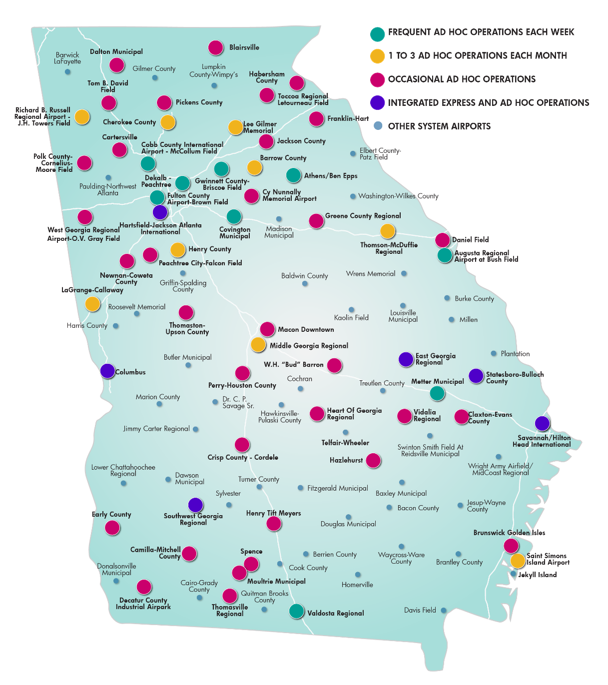 FREQUENT AD HOC OPERATIONS EACH WEEK
1 TO 3 AD HOC OPERATIONS EACH MONTH
OCCASIONAL AD HOC OPERATIONS
INTEGRATED EXPRESS AND AD HOC OPERATIONS
OTHER SYSTEM AIRPORTS
Barwick
LaFayette
Dalton Municipal
Blairsville
Gilmer County
Lumpkin
County-Wimpy's
Habersham
County
Tom B. David
Field
Toccoa Regional
Letourneau Field
Richard B. Russell
Regional Airport -
J.H. Towers Field
Pickens County
Cherokee County
Lee Gilmer
Memorial
Franklin-Hart
Cartersville
Cobb County International
Airport - McCollum Field
Jackson County
Polk County-
Cornelius-
Moore Field
Barrow County
Elbert County-
Patz Field
Paulding-Northwest
Atlanta
Dekalb -
Peachtree
Gwinnett County-
Briscoe Field
Athens/Ben Epps
Fulton County
Airport-Brown Field
Cy Nunnally
Memorial Airport
Washington-Wilkes County
West Georgia Regional
Airport-O.V. Gray Field
Hartsfield-Jackson Atlanta
International
Covington
Municipal
Madison
Municipal
Greene County Regional
Thomson-McDuffie
Regional
Daniel Field
Henry County
Augusta Regional
Airport at Bush Field
Newnan-Coweta
County
Peachtree City-Falcon Field
Griffin-Spalding
County
Baldwin County
Wrens Memorial
LaGrange-Callaway
Roosevelt Memorial
Harris County
Thomaston-
Upson County
Kaolin Field
Louisville
Municipal
Burke County
Millen
Macon Downtown
Middle Georgia Regional
Butler Municipal
W.H. "Bud" Barron
East Georgia
Regional
Plantation
Columbus
Perry-Houston County
Cochran
Treutlen County
Metter Municipal
Statesboro-Bulloch
County
Marion County
Dr. C. P.
Savage Sr.
Hawkinsville-
Pulaski County
Heart Of Georgia
Regional
Vidalia
Regional
Claxton-Evans
County
Jimmy Carter Regional
Telfair-Wheeler
Savannah/Hilton
Head International
Crisp County - Cordele
Hazlehurst
Swinton Smith Field At
Reidsville Municipal
Wright Army Airfield/
MidCoast Regional
Lower Chattahoochee
Regional
Dawson
Municipal
Turner County
Sylvester
Fitzgerald Municipal
Baxley Municipal
Bacon County
Jesup-Wayne
County
Early County
Southwest Georgia
Regional
Henry Tift Meyers
Douglas Municipal
Brunswick Golden Isles
Camilla-Mitchell
County
Spence
Berrien County
Waycross-Ware
County
Brantley County
Saint Simons
Island Airport
Donalsonville
Municipal
Cook County
Jekyll Island
Moultrie Municipal
Homerville
Decatur County
Industrial Airpark
Cairo-Grady
County
Thomasville
Regional
Quitman Brooks
County
Valdosta Regional
Davis Field